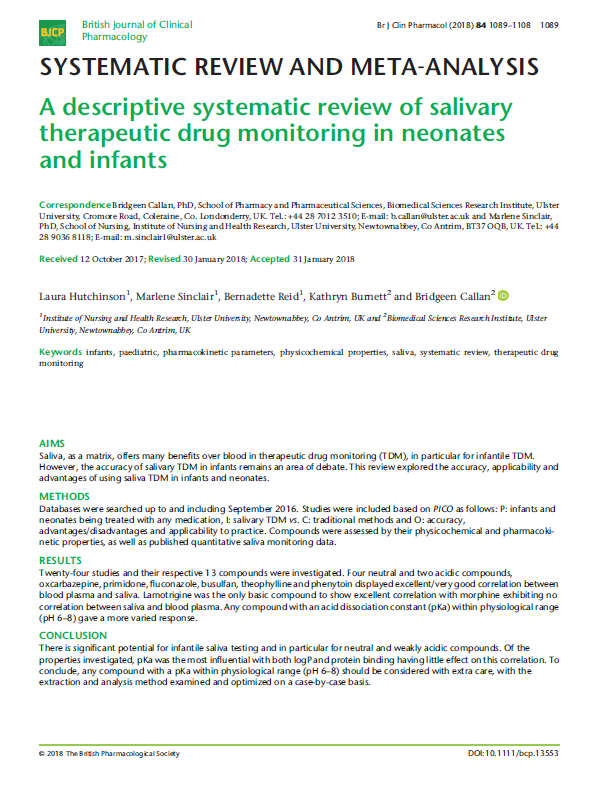 BJCP
British Journal of Clinical
Pharmacology
Br J Clin Pharmacol (2018) 84 1089–1108 1089
SYSTEMATIC REVIEW AND META-ANALYSIS
A descriptive systematic review of salivary
therapeutic drug monitoring in neonates
and infants
Correspondence Bridgeen Callan, PhD, School of Pharmacy and Pharmaceutical Sciences, Biomedical Sciences Research Institute, Ulster
University, Cromore Road, Coleraine, Co. Londonderry, UK. Tel.: +44 28 7012 3510; E-mail: b.callan@ulster.ac.uk and Marlene Sinclair,
PhD, School of Nursing, Institute of Nursing and Health Research, Ulster University, Newtownabbey, Co Antrim, BT37 OQB, UK. Tel.: +44
28 9036 8118; E-mail: m.sinclair1@ulster.ac.uk
Received 12 October 2017; Revised 30 January 2018; Accepted 31 January 2018
Laura Hutchinson1, Marlene Sinclair1, Bernadette Reid1, Kathryn Burnett2 and Bridgeen Callan2 iD
1Institute of Nursing and Health Research, Ulster University, Newtownabbey, Co Antrim, UK and 2Biomedical Sciences Research Institute, Ulster
University, Newtownabbey, Co Antrim, UK
Keywords infants, paediatric, pharmacokinetic parameters, physicochemical properties, saliva, systematic review, therapeutic drug
monitoring
AIMS
Saliva, as a matrix, offers many benefits over blood in therapeutic drug monitoring (TDM), in particular for infantile TDM.
However, the accuracy of salivary TDM in infants remains an area of debate. This review explored the accuracy, applicability and
advantages of using saliva TDM in infants and neonates.
METHODS
Databases were searched up to and including September 2016. Studies were included based on PICO as follows: P: infants and
neonates being treated with any medication, I: salivary TDM vs. C: traditional methods and O: accuracy,
advantages/disadvantages and applicability to practice. Compounds were assessed by their physicochemical and pharmacoki-
netic properties, as well as published quantitative saliva monitoring data.
RESULTS
Twenty-four studies and their respective 13 compounds were investigated. Four neutral and two acidic compounds,
oxcarbazepine, primidone, fluconazole, busulfan, theophylline and phenytoin displayed excellent/very good correlation between
blood plasma and saliva. Lamotrigine was the only basic compound to show excellent correlation with morphine exhibiting no
correlation between saliva and blood plasma. Any compound with an acid dissociation constant (pKa) within physiological range
(pH 6–8) gave a more varied response.
CONCLUSION
There is significant potential for infantile saliva testing and in particular for neutral and weakly acidic compounds. Of the
properties investigated, pKa was the most influential with both logP and protein binding having little effect on this correlation. To
conclude, any compound with a pKa within physiological range (pH 6–8) should be considered with extra care, with the
extraction and analysis method examined and optimized on a case-by-case basis.
© 2018 The British Pharmacological Society
DOI:10.1111/bcp.13553